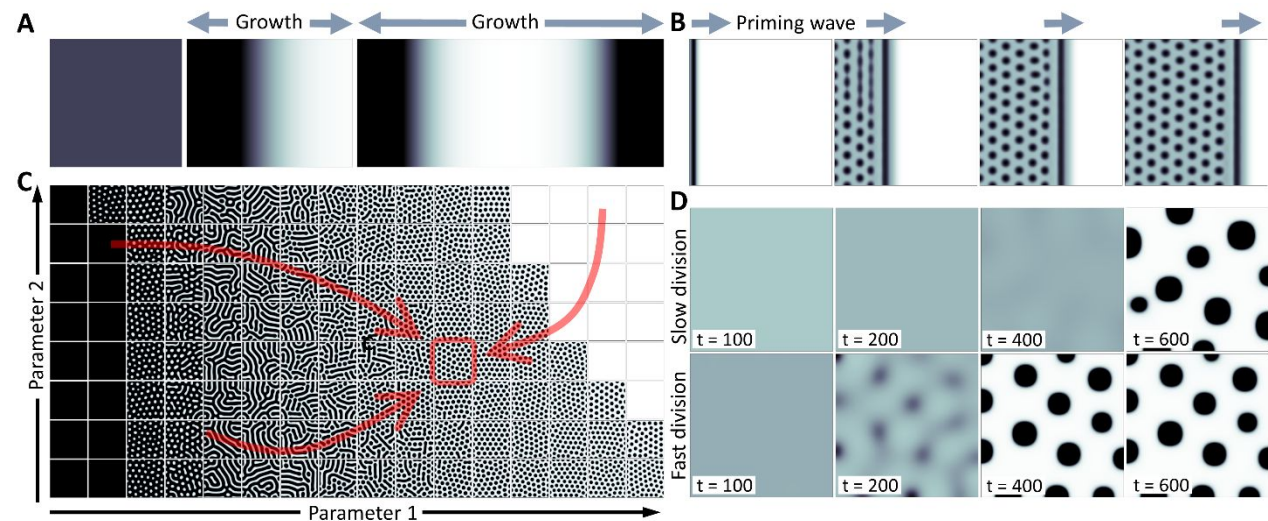 A
Growth
Growth
B
Priming wave
C
E
Parameter 2
Parameter 1
D
Slow division
t = 100
t = 200
t = 400
t = 600
Fast division
t = 100
t = 200
t = 400
t = 600